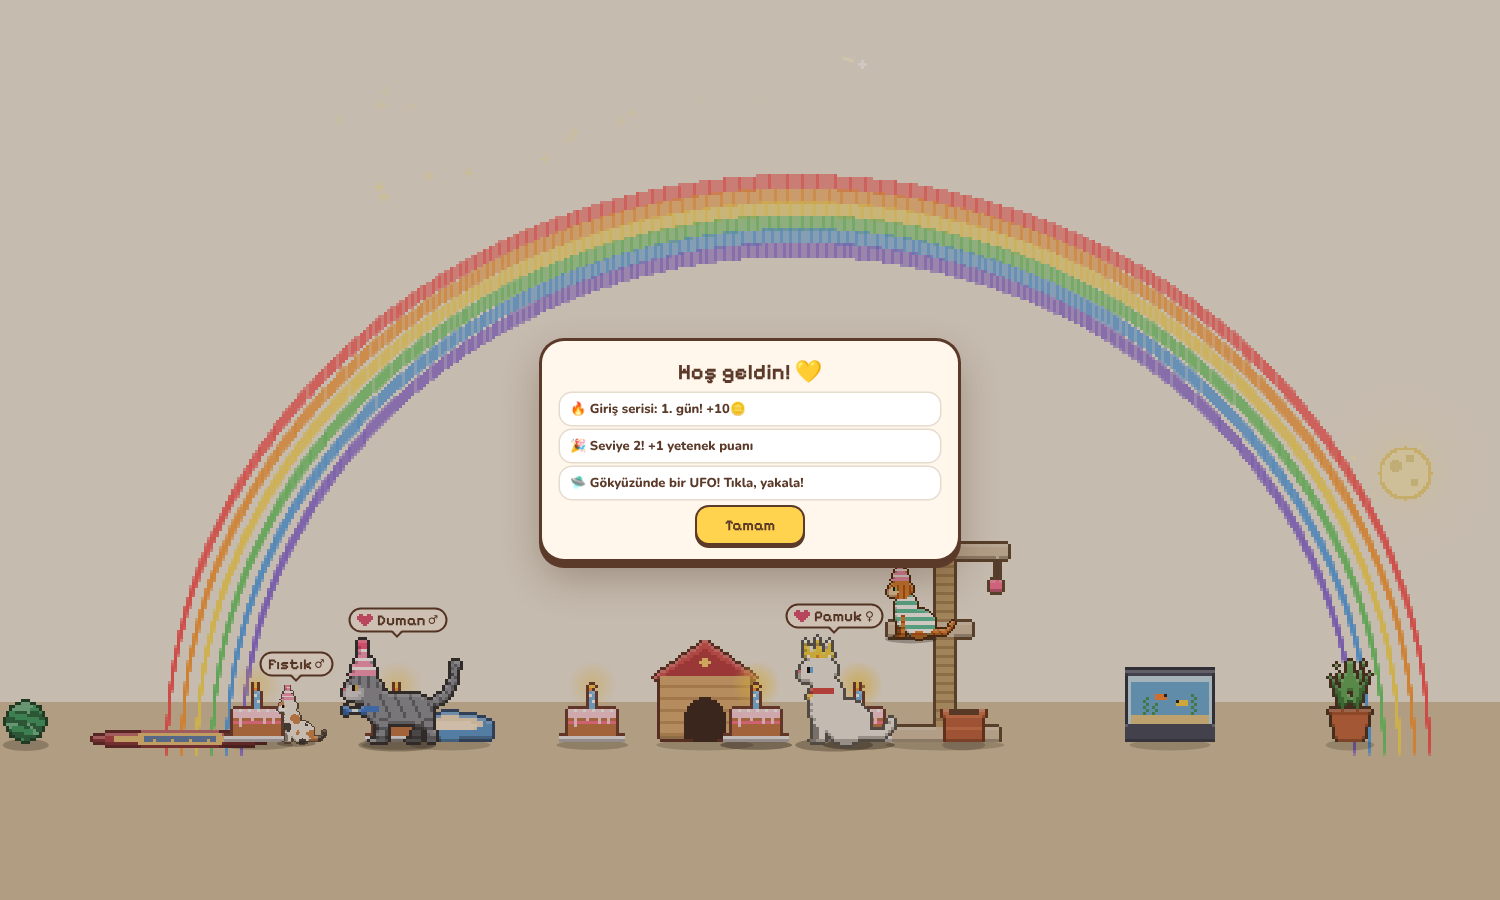 Hoş geldin! 💛
🔥 Giriş serisi: 1. gün! +10🪙
🎉 Seviye 2! +1 yetenek puanı
🛸 Gökyüzünde bir UFO! Tıkla, yakala!
Tamam
Pamuk ♀
Duman ♂
Fıstık ♂